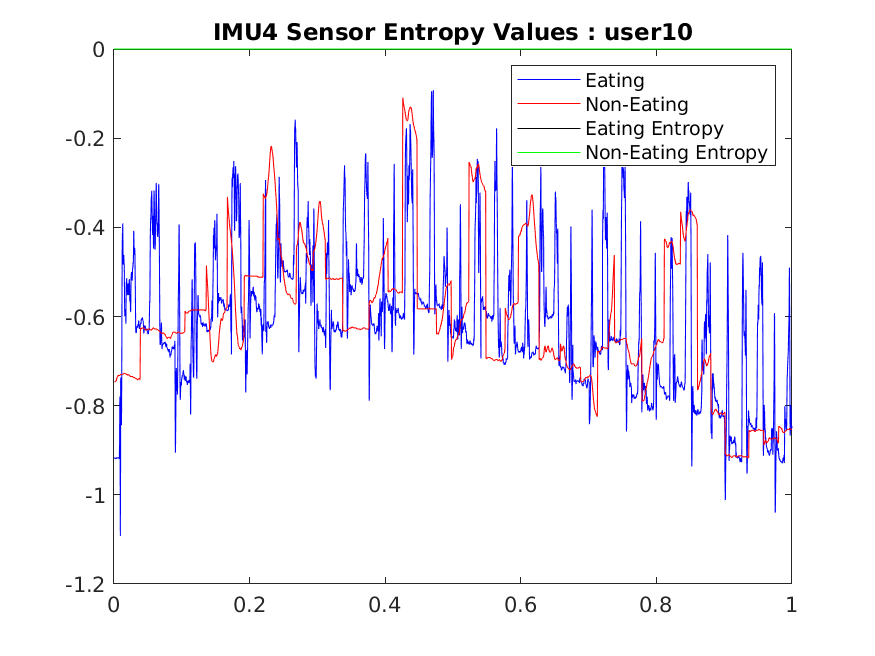 IMU4 Sensor Entropy Values : user10
Eating
Non-Eating
Eating Entropy
Non-Eating Entropy
0
-0.2
-0.4
-0.6
-0.8
-1
-1.2
0 0.2 0.4 0.6 0.8 1